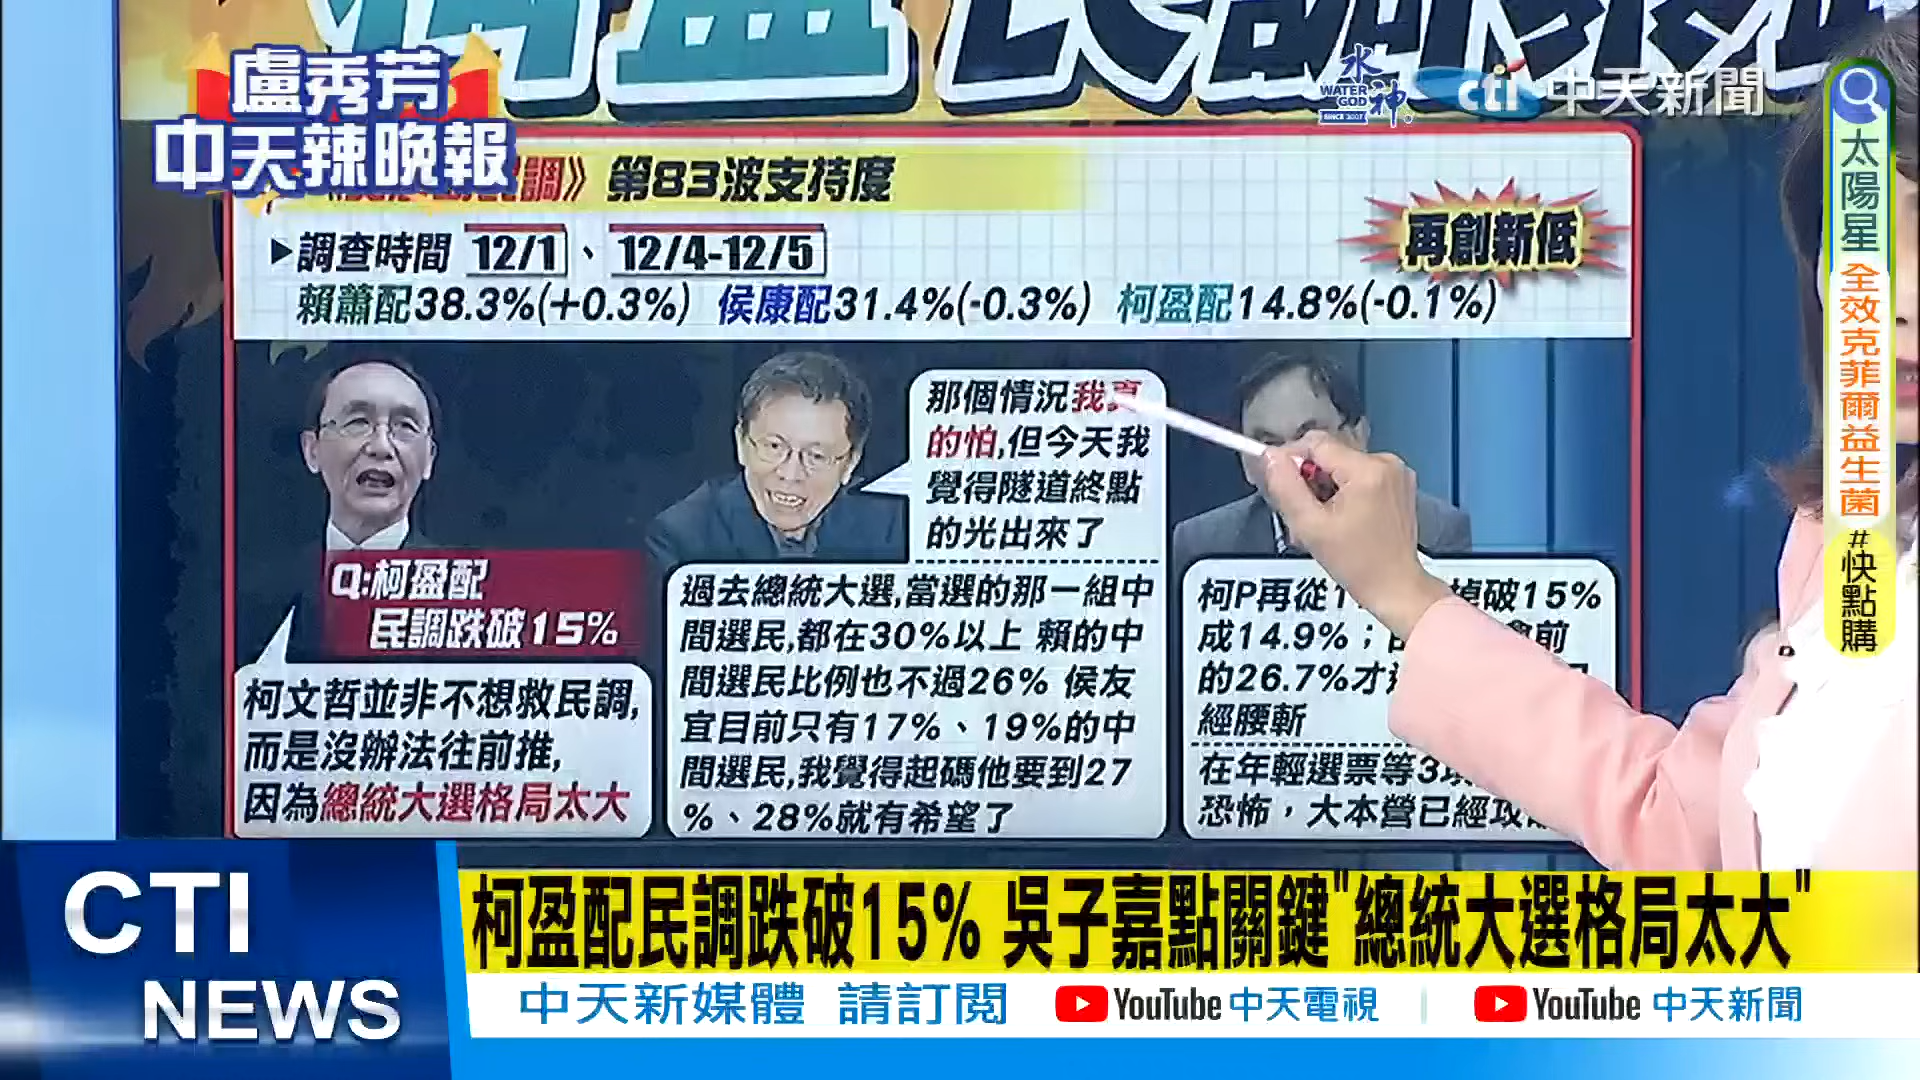 盧秀芳
中天辣晚報
水神
WATER GOD
SINCE 2007
cti 中天新聞
調》第83波支持度
▶調查時間 12/1、12/4-12/5
再創新低
賴蕭配38.3%(+0.3%) 侯康配31.4%(-0.3%) 柯盈配14.8%(-0.1%)
Q:柯盈配
民調跌破15%
柯文哲並非不想救民調,
而是沒辦法往前推,
因為總統大選格局太大
那個情況我真
的怕,但今天我
覺得隧道終點
的光出來了
過去總統大選,當選的那一組中
間選民,都在30%以上 賴的中
間選民比例也不過26% 侯友
宜目前只有17%、19%的中
間選民,我覺得起碼他要到27
%、28%就有希望了
柯P再從1 掉破15%
成14.9%; 前
的26.7%才
經腰斬
在年輕選票等3項
恐怖,大本營已經攻
太陽星 全效克菲爾益生菌 #快點購
CTI
NEWS
柯盈配民調跌破15% 吳子嘉點關鍵"總統大選格局太大"
中天新媒體 請訂閱 YouTube 中天電視 YouTube 中天新聞